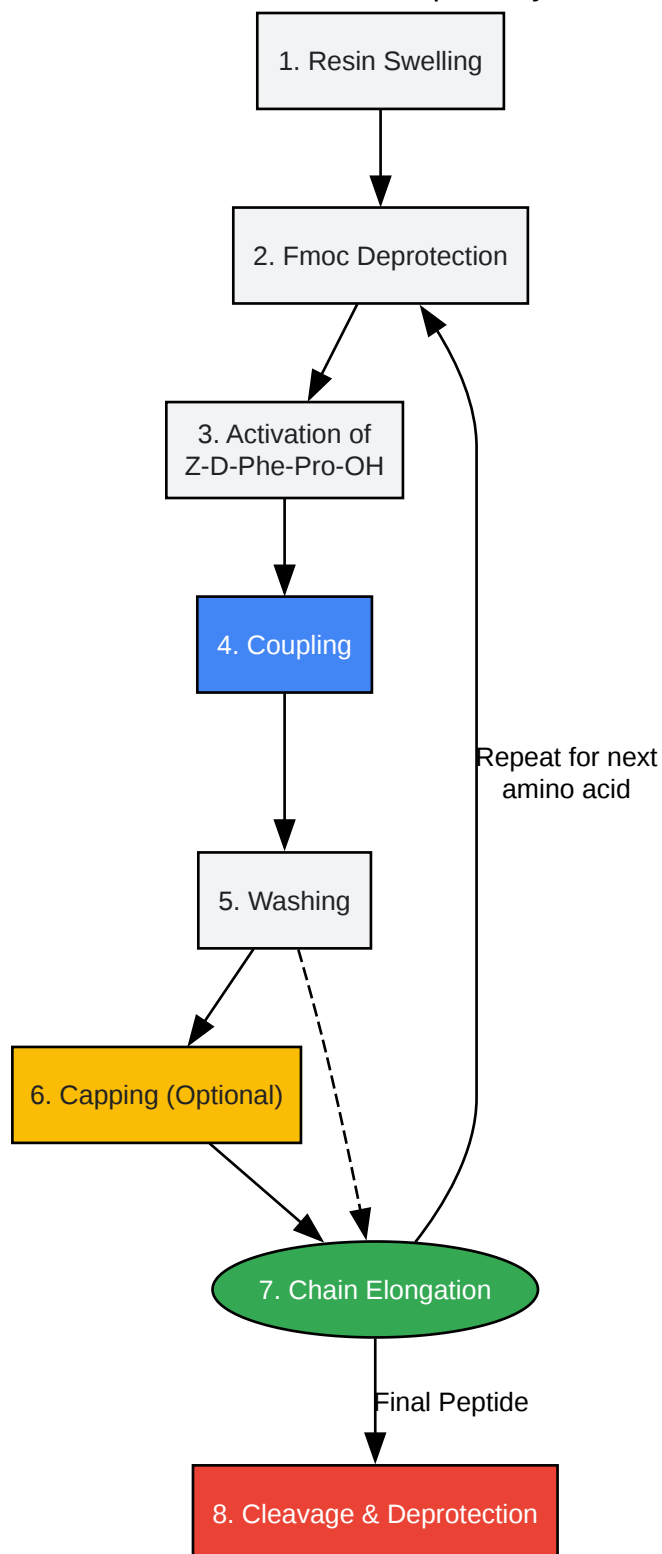 1. Resin Swelling
2. Fmoc Deprotection
3. Activation of
Z-D-Phe-Pro-OH
4. Coupling
Repeat for next
amino acid
5. Washing
6. Capping (Optional)
7. Chain Elongation
Final Peptide
8. Cleavage & Deprotection